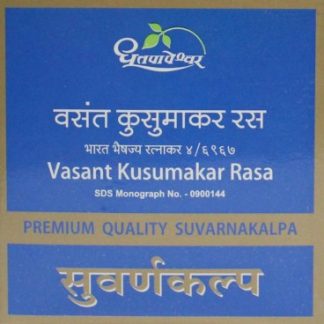 धूतपापेश्वर
वसंत कुसुमाकर रस
भारत भैषज्य रत्नाकर ४/६९६७
Vasant Kusumakar Rasa
SDS Monograph No. - 0900144
PREMIUM QUALITY SUVARNAKALPA
सुवर्णकल्प